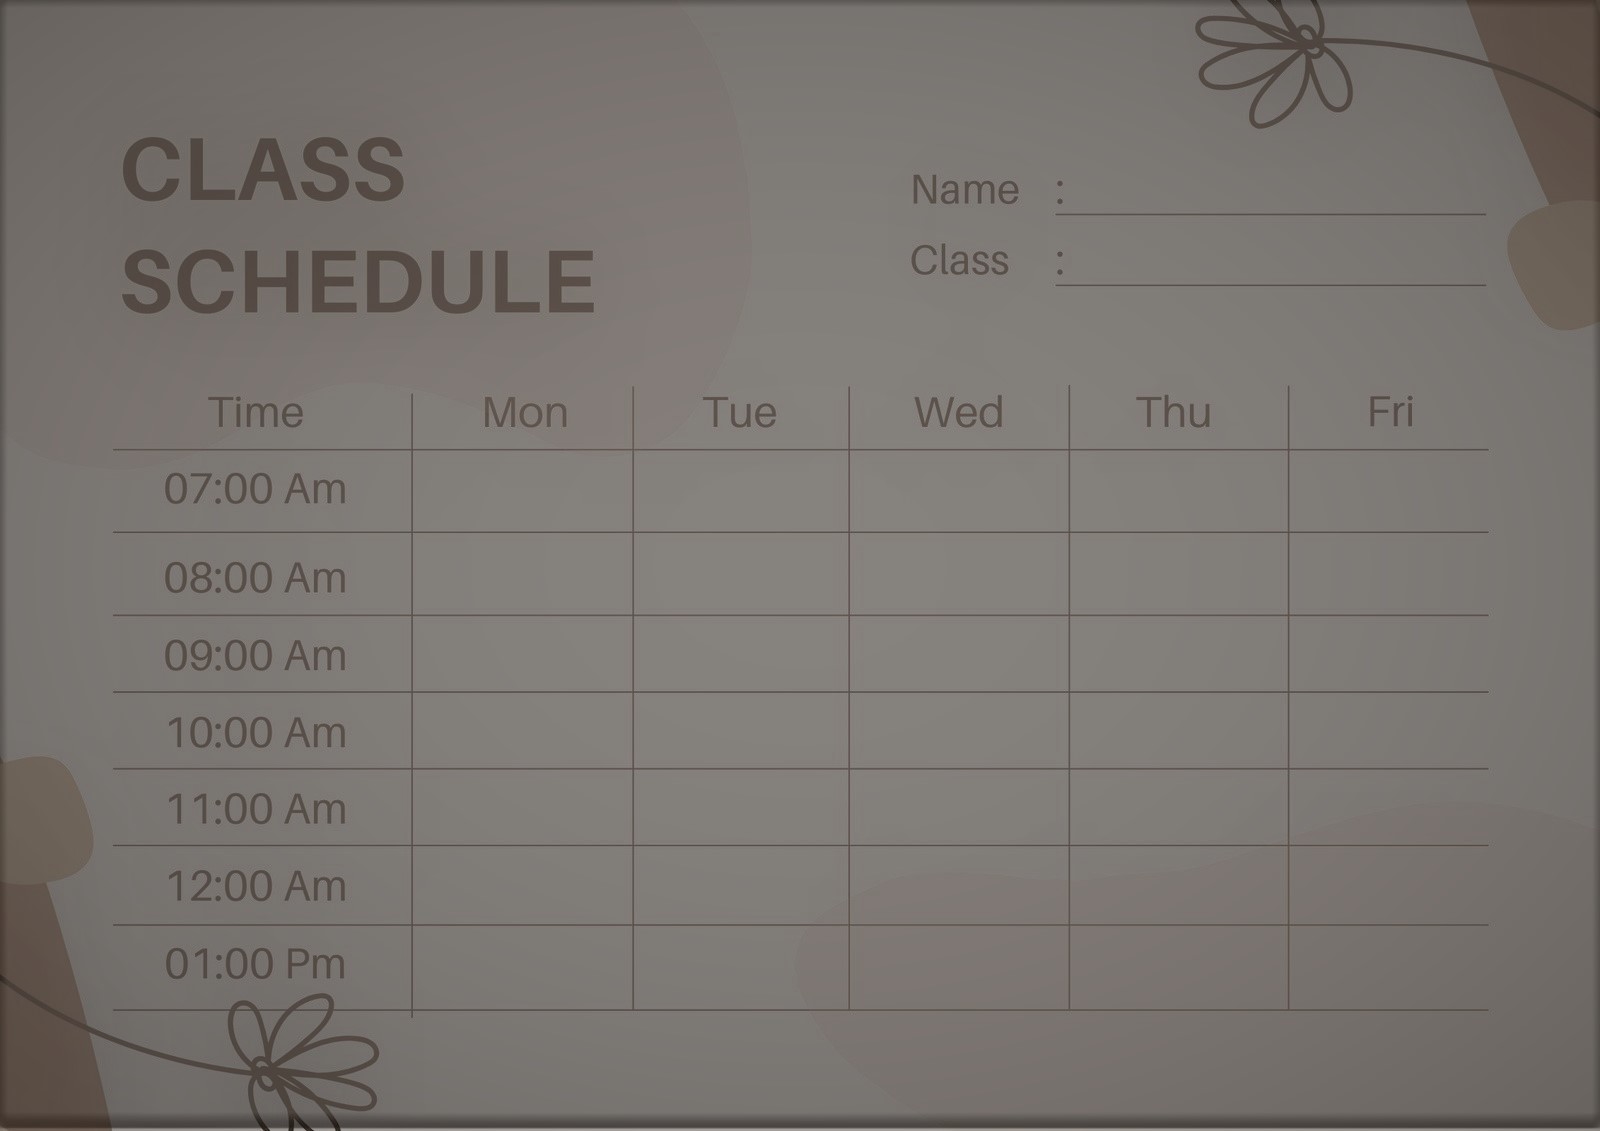 CLASS
SCHEDULE
Name :
Class :
Time Mon Tue Wed Thu Fri
07:00 Am
08:00 Am
09:00 Am
10:00 Am
11:00 Am
12:00 Am
01:00 Pm